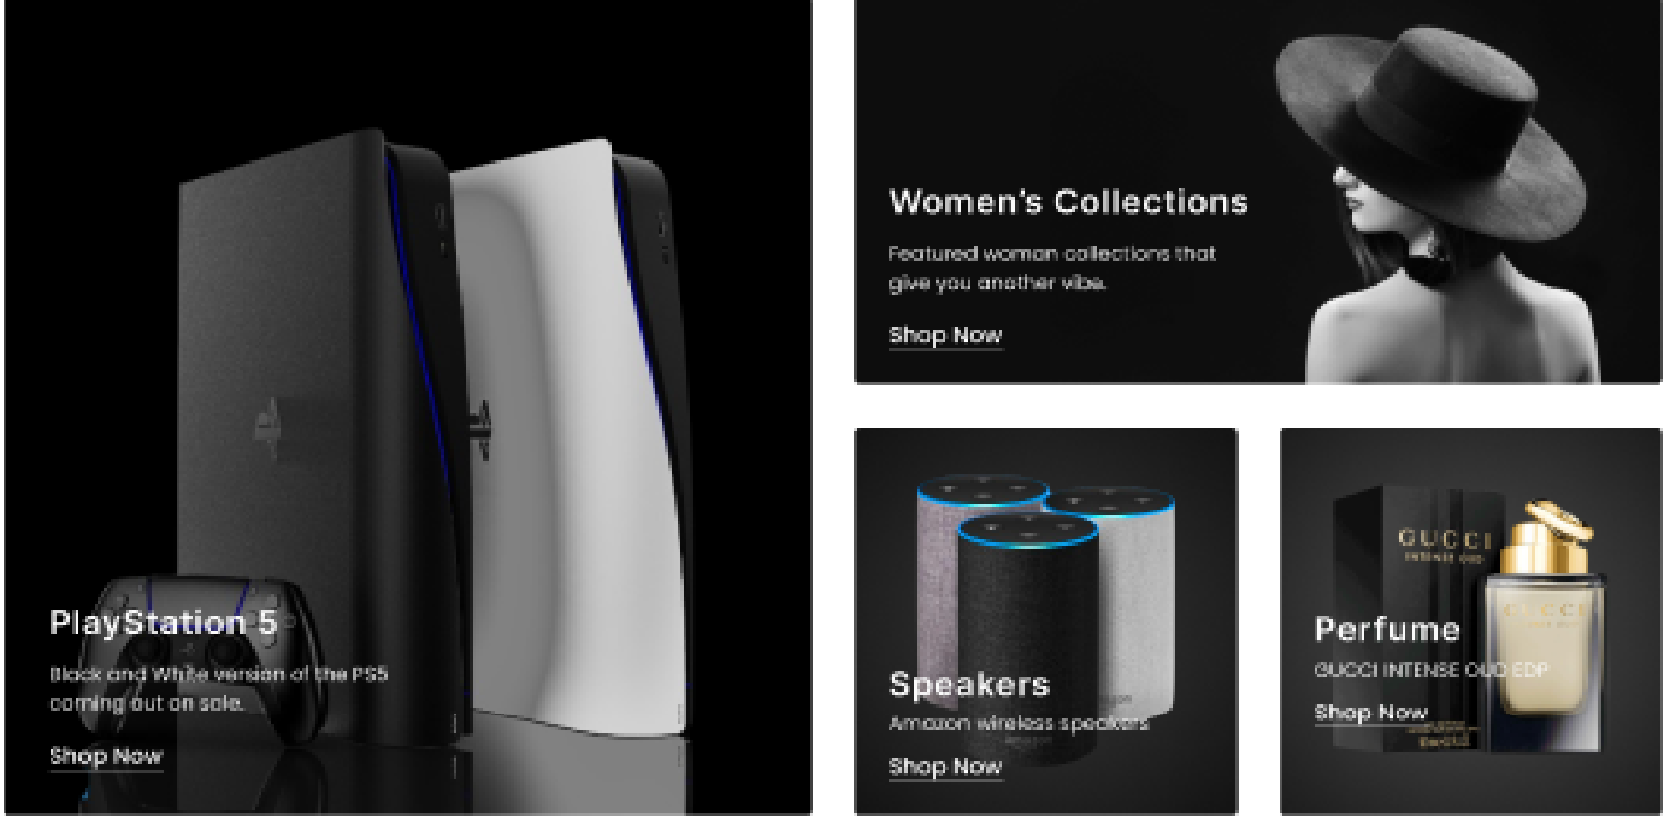 PlayStation 5
Black and White version of the PS5
coming out on sale.
Shop Now
Women's Collections
Featured woman collections that
give you another vibe.
Shop Now
Speakers
Amazon wireless speakers
Shop Now
GUCCI
INTENSE OUD
GUCCI
Perfume
GUCCI INTENSE OUD EDP
Shop Now